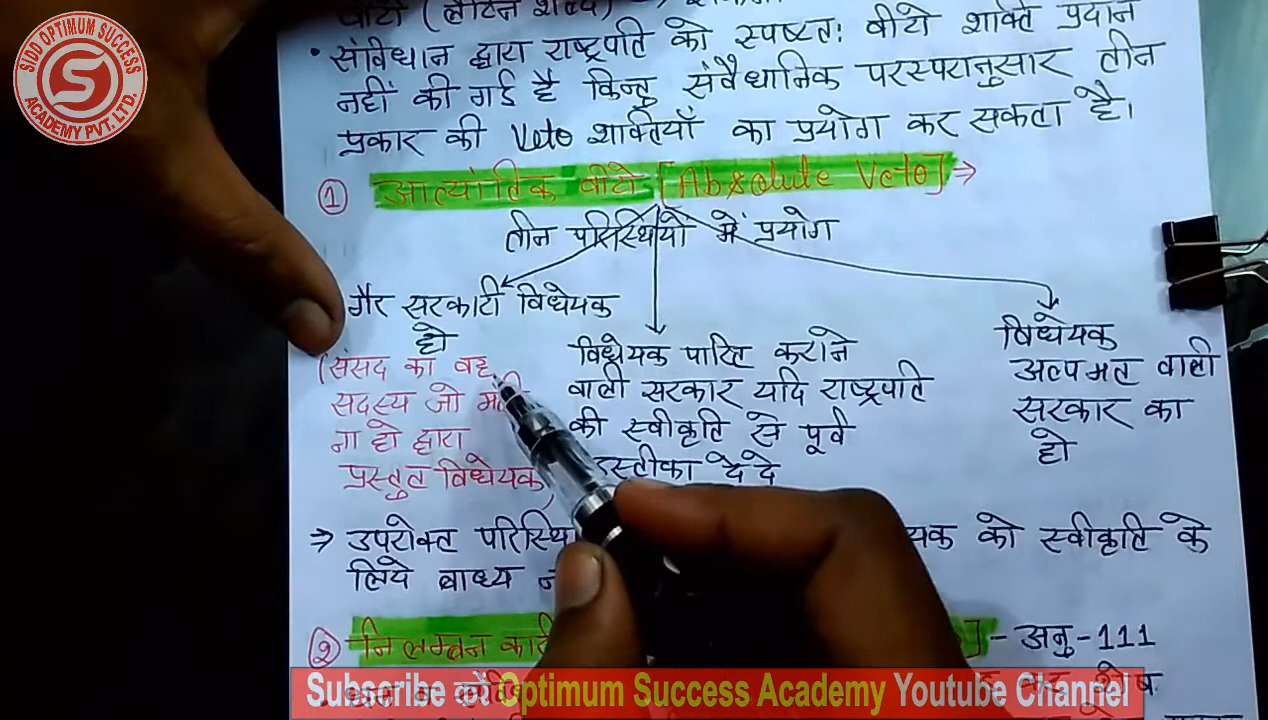 SIDD OPTIMUM SUCCESS
ACADEMY PVT. LTD.
S
वीटो (लैटिन शब्द)
• संविधान द्वारा राष्ट्रपति को स्पष्टतः वीटो शक्ति प्रदान
नहीं की गई है किन्तु संवैधानिक परम्परानुसार तीन
प्रकार की Veto शक्तियाँ का प्रयोग कर सकता है।
① आत्यांतिक वीटो [Absolute Veto] →
तीन परिस्थियों में प्रयोग
गैर सरकारी विधेयक
हो
(संसद का वह
सदस्य जो
ना हो द्वारा
प्रस्तुत विधेयक)
विधेयक पारित कराने
वाली सरकार यदि राष्ट्रपति
की स्वीकृति से पूर्व
इस्तीका देदे
विधेयक
अल्पमत वाली
सरकार का
हो
⇒ उपरोक्त को स्वीकृति के
लिये बाध्य
② निलम्बन ] - अनु - 111
Subscribe करें Optimum Success Academy Youtube Channel